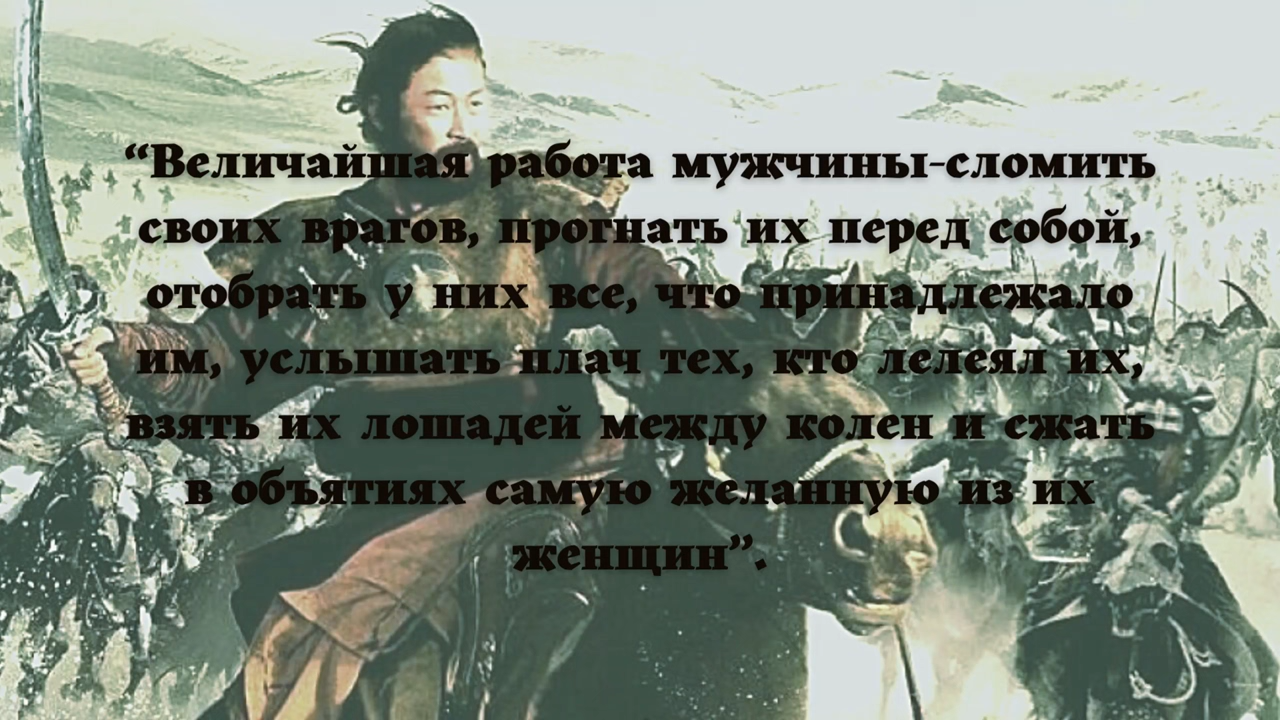 “Величайшая работа мужчины-сломить
своих врагов, прогнать их перед собой,
отобрать у них все, что принадлежало
им, услышать плач тех, кто лелеял их,
взять их лошадей между колен и сжать
в объятиях самую желанную из их
женщин”.